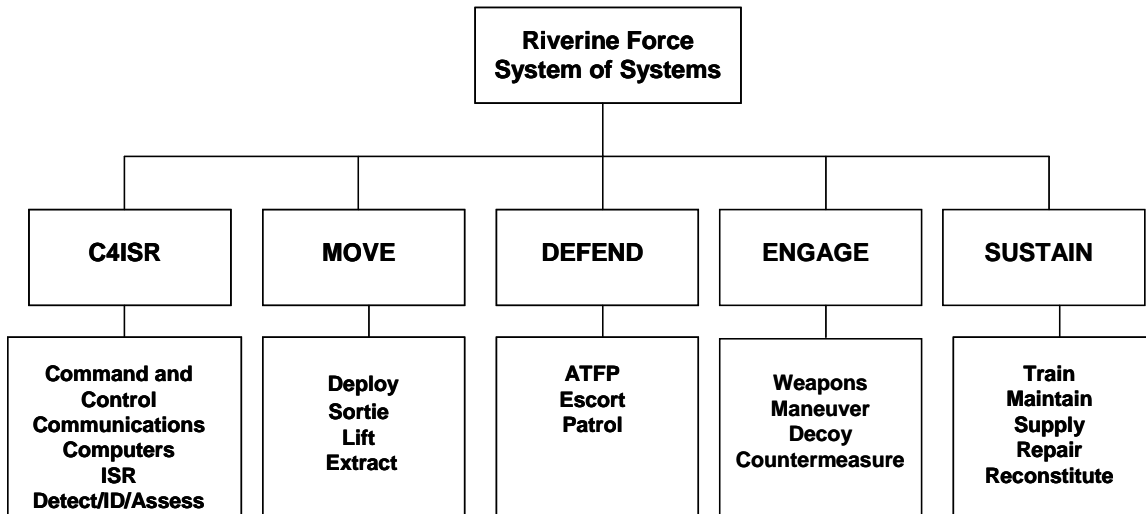 Riverine Force
System of Systems
C4ISR
MOVE
DEFEND
ENGAGE
SUSTAIN
Command and
Control
Communications
Computers
ISR
Detect/ID/Assess
Deploy
Sortie
Lift
Extract
ATFP
Escort
Patrol
Weapons
Maneuver
Decoy
Countermeasure
Train
Maintain
Supply
Repair
Reconstitute